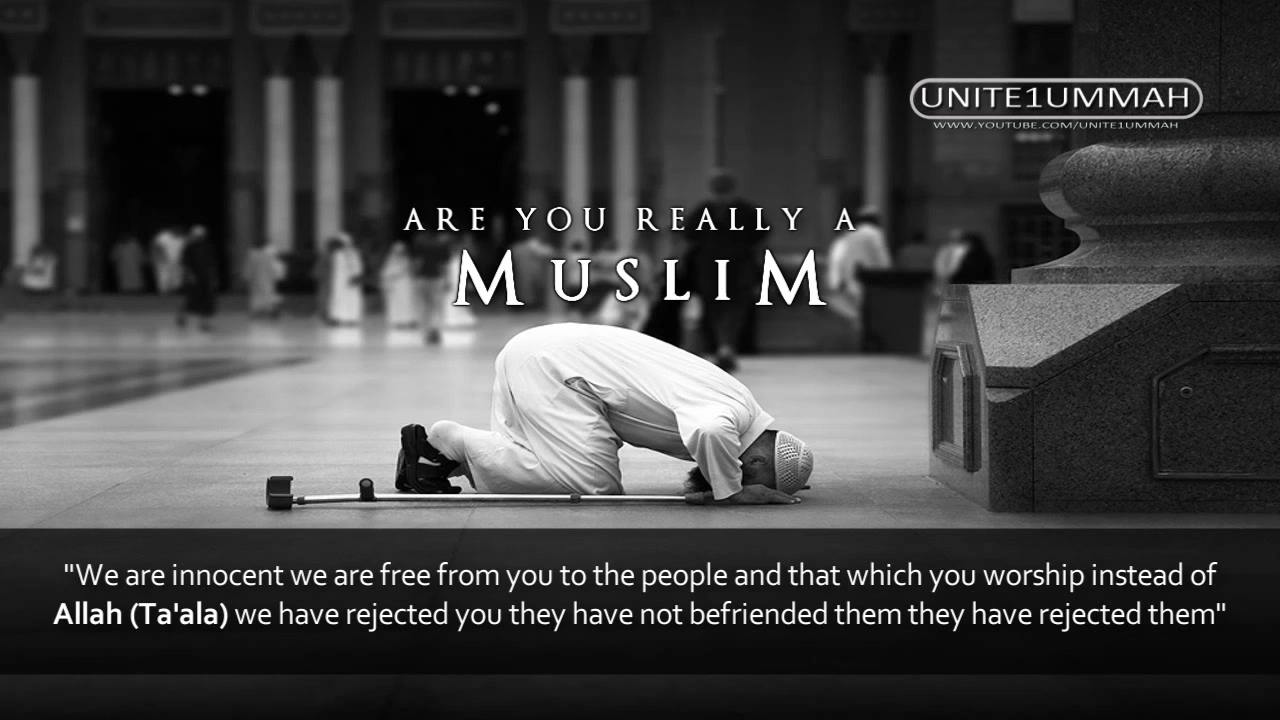 UNITE1UMMAH
WWW.YOUTUBE.COM/UNITE1UMMAH
ARE YOU REALLY A
MUSLIM
"We are innocent we are free from you to the people and that which you worship instead of
Allah (Ta'ala) we have rejected you they have not befriended them they have rejected them"